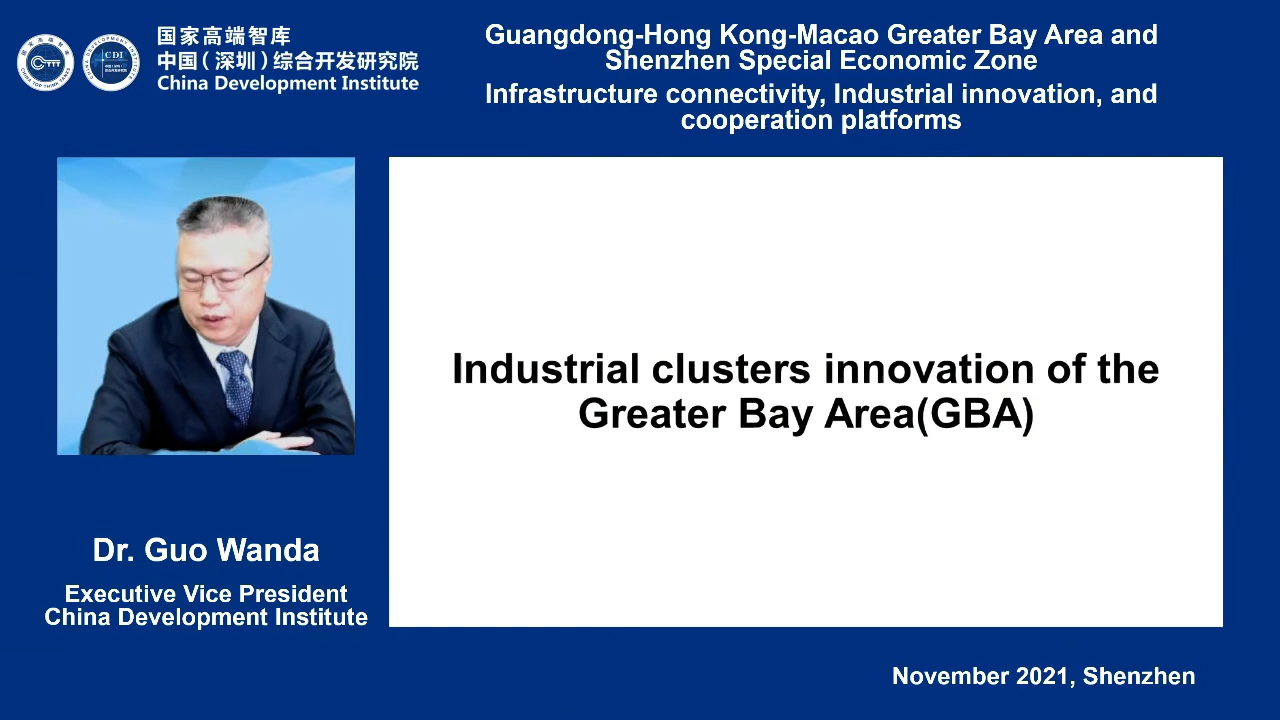 国家高端智库
中国（深圳）综合开发研究院
China Development Institute
CDI
Guangdong-Hong Kong-Macao Greater Bay Area and
Shenzhen Special Economic Zone
Infrastructure connectivity, Industrial innovation, and
cooperation platforms
Industrial clusters innovation of the
Greater Bay Area(GBA)
Dr. Guo Wanda
Executive Vice President
China Development Institute
November 2021, Shenzhen